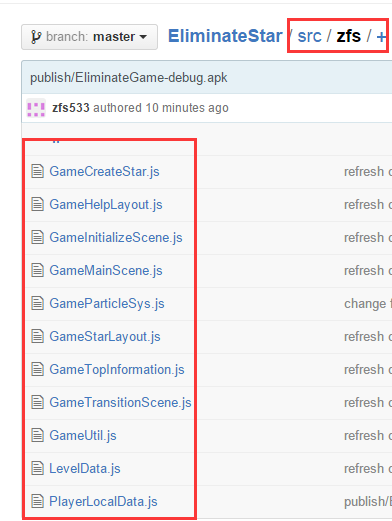 branch: master EliminateStar / src / zfs / +
publish/EliminateGame-debug.apk
zfs533 authored 10 minutes ago
..
GameCreateStar.js refresh
GameHelpLayout.js refresh
GameInitializeScene.js refresh
GameMainScene.js refresh
GameParticleSys.js change
GameStarLayout.js refresh
GameTopInformation.js refresh
GameTransitionScene.js refresh
GameUtil.js refresh
LevelData.js refresh
PlayerLocalData.js publish/